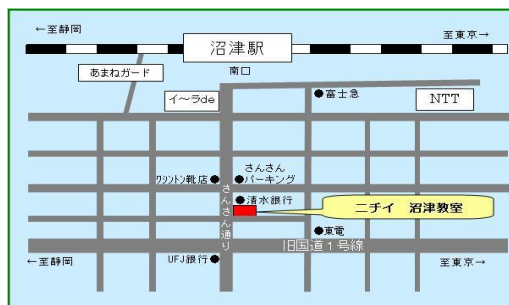 ←至静岡
沼津駅
至東京→
あまねガード
南口
イ～ラde
●富士急
NTT
さんさん
ワシントン靴店●
●パーキング
●清水銀行
さんさん通り
ニチイ 沼津教室
●東電
旧国道1号線
←至静岡
UFJ銀行●
至東京→